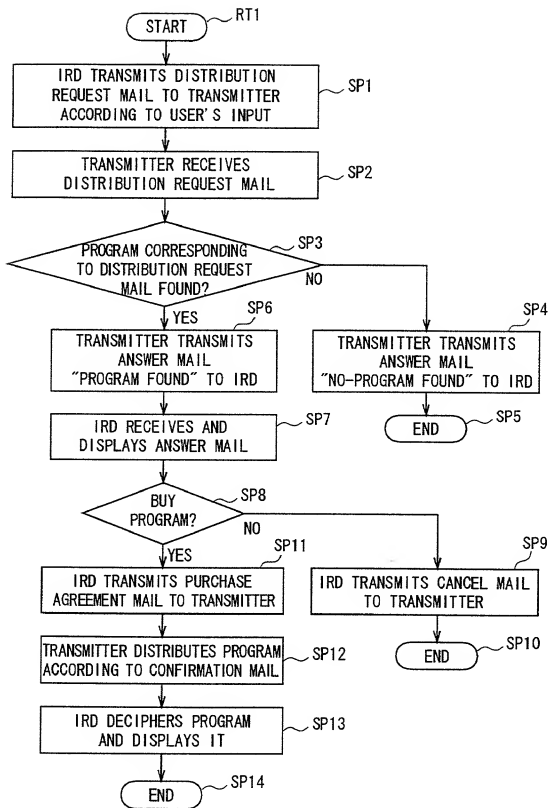 START
RT1
IRD TRANSMITS DISTRIBUTION
REQUEST MAIL TO TRANSMITTER
ACCORDING TO USER'S INPUT
SP1
TRANSMITTER RECEIVES
DISTRIBUTION REQUEST MAIL
SP2
PROGRAM CORRESPONDING
TO DISTRIBUTION REQUEST
MAIL FOUND?
SP3
NO
YES
SP6
TRANSMITTER TRANSMITS
ANSWER MAIL
"PROGRAM FOUND" TO IRD
SP4
TRANSMITTER TRANSMITS
ANSWER MAIL
"NO-PROGRAM FOUND" TO IRD
END
SP5
IRD RECEIVES AND
DISPLAYS ANSWER MAIL
SP7
BUY
PROGRAM?
SP8
NO
YES
SP11
IRD TRANSMITS PURCHASE
AGREEMENT MAIL TO TRANSMITTER
SP9
IRD TRANSMITS CANCEL MAIL
TO TRANSMITTER
END
SP10
TRANSMITTER DISTRIBUTES PROGRAM
ACCORDING TO CONFIRMATION MAIL
SP12
IRD DECIPHERS PROGRAM
AND DISPLAYS IT
SP13
END
SP14